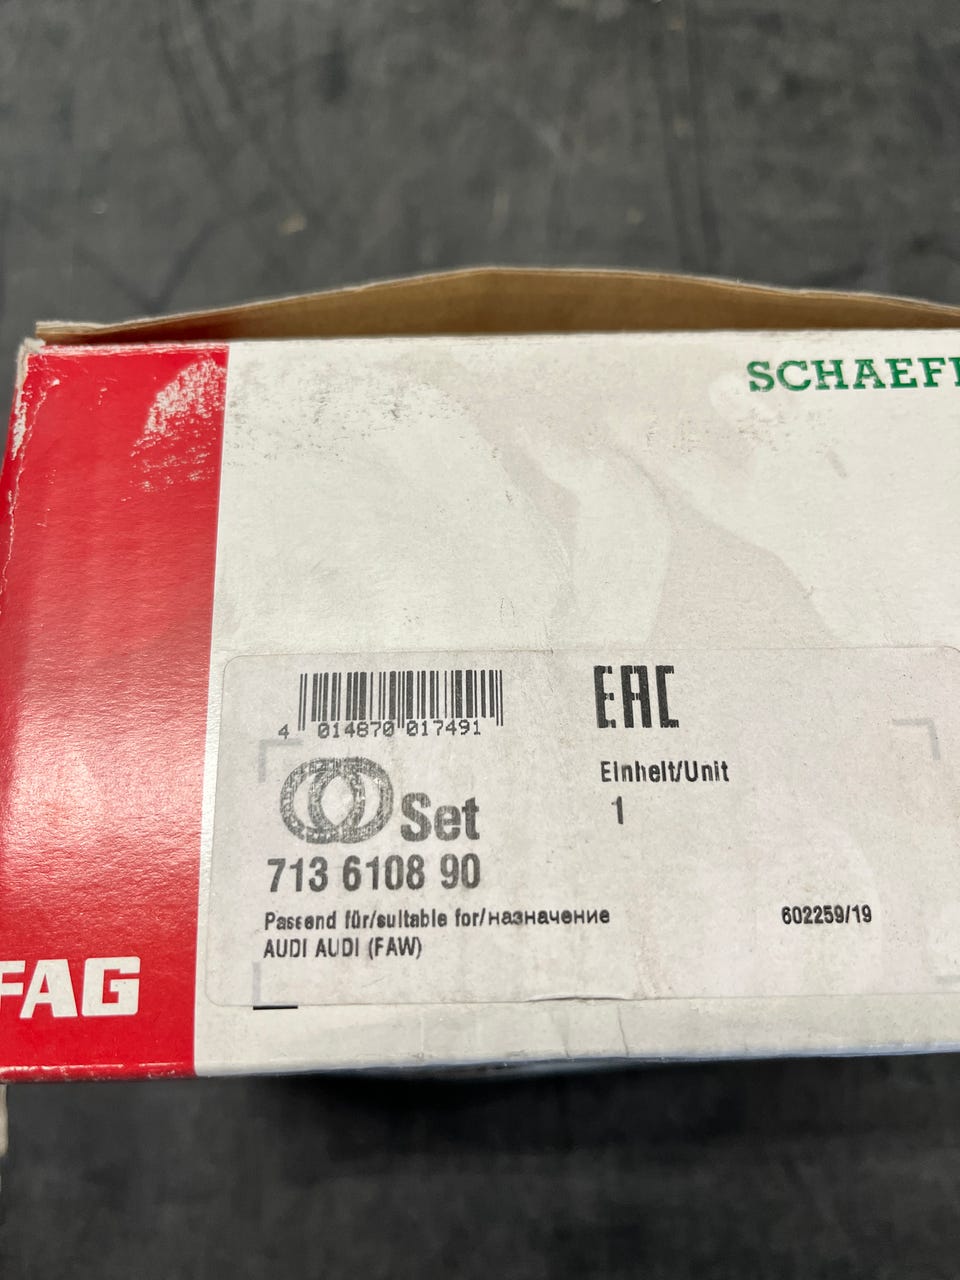 SCHAEF
4 014870 017491
EAC
Einheit/Unit
1
Set
713 6108 90
Passend für/suitable for/назначение
602259/19
AUDI AUDI (FAW)
FAG